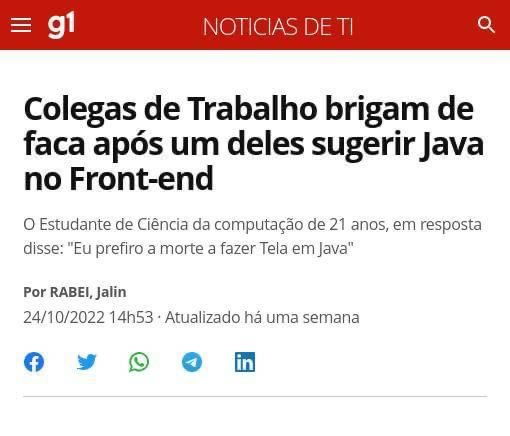 g1 NOTICIAS DE TI
Colegas de Trabalho brigam de
faca após um deles sugerir Java
no Front-end
O Estudante de Ciência da computação de 21 anos, em resposta
disse: "Eu prefiro a morte a fazer Tela em Java"
Por RABEI, Jalin
24/10/2022 14h53 · Atualizado há uma semana